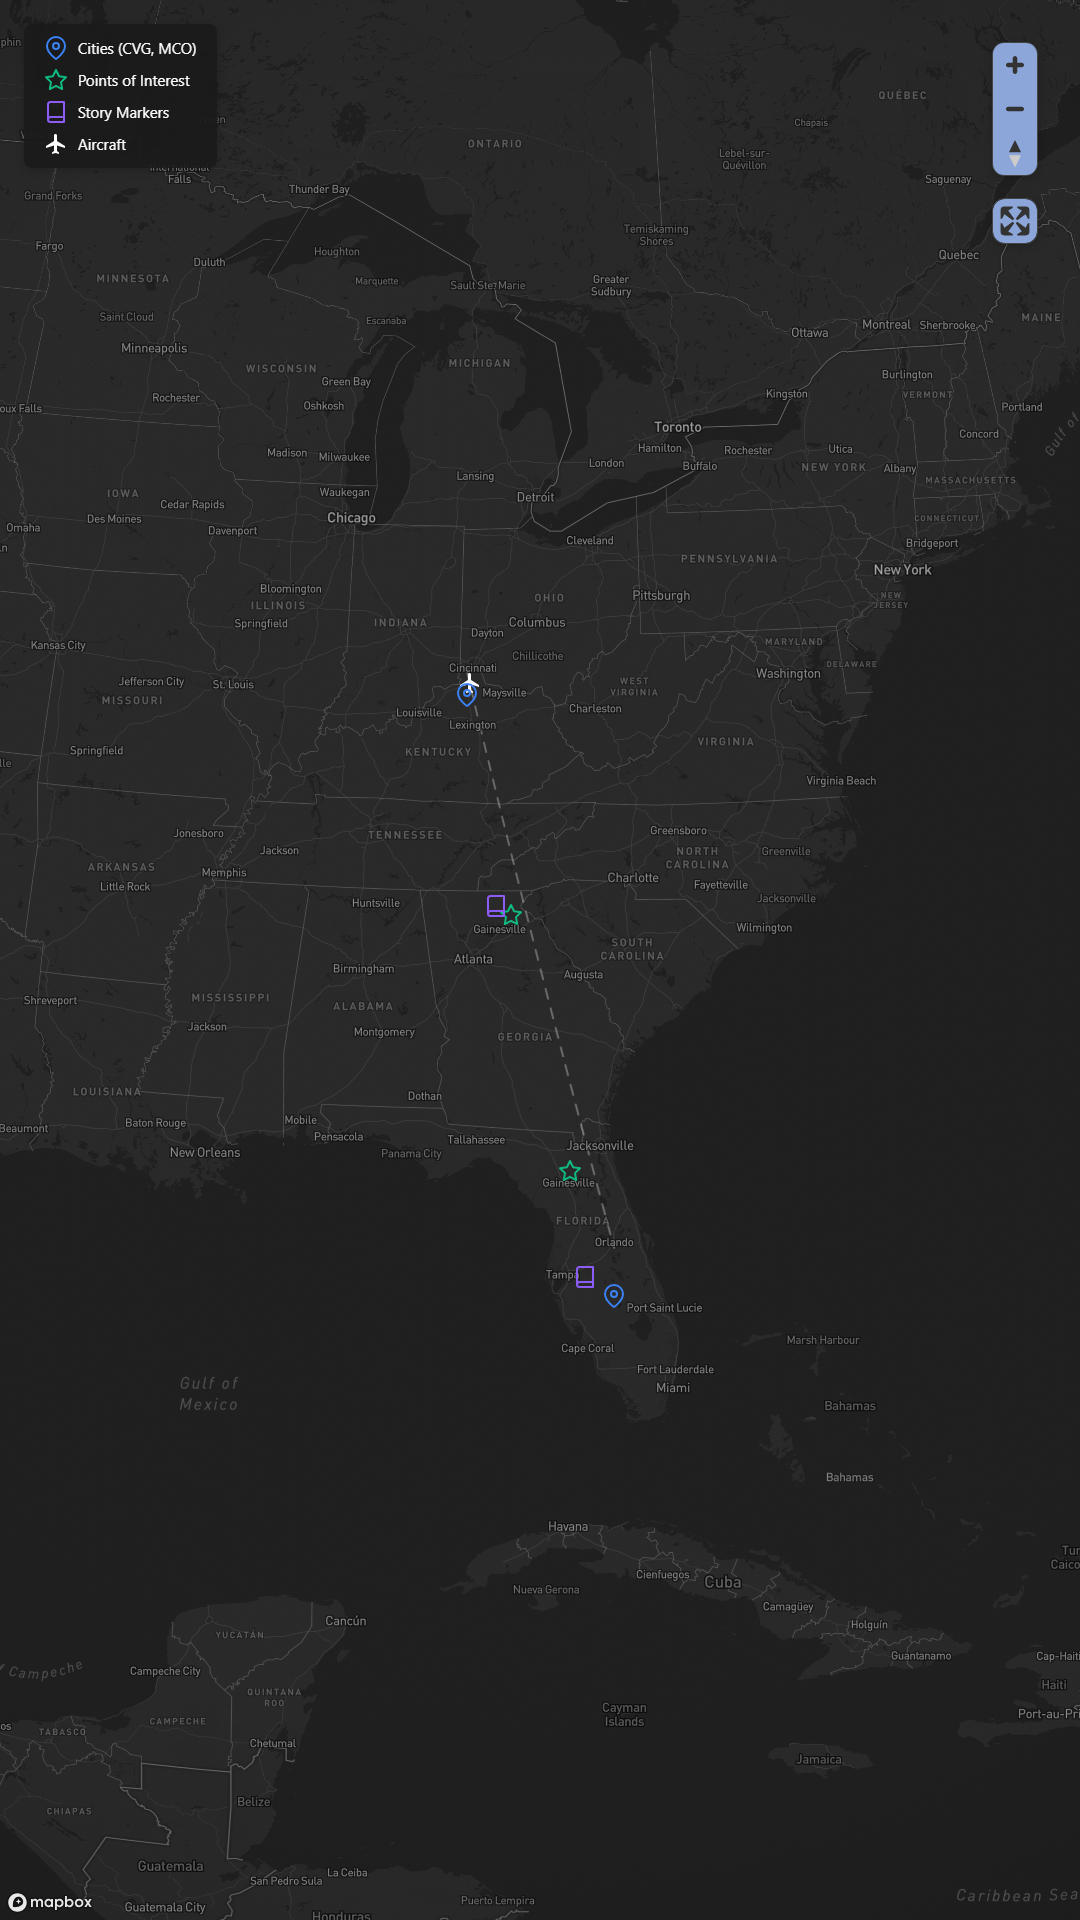 Cities (CVG, MCO)
Points of Interest
Story Markers
Aircraft
QUÉBEC
Chapais
ONTARIO
Lebel-sur-
Quévillon
International
Falls
Saguenay
Thunder Bay
Grand Forks
Temiskaming
Shores
Fargo
Houghton
Quebec
Duluth
MINNESOTA
Marquette
Sault Ste. Marie
Greater
Sudbury
Saint Cloud
Escanaba
MAINE
Ottawa
Montreal
Sherbrooke
Minneapolis
WISCONSIN
MICHIGAN
Green Bay
Burlington
Rochester
Oshkosh
Kingston
VERMONT
Portland
oux Falls
Toronto
Concord
Gulf of
Madison
Milwaukee
Hamilton
Rochester
Utica
London
Buffalo
NEW YORK
Albany
Lansing
MASSACHUSETTS
IOWA
Waukegan
Detroit
Cedar Rapids
Des Moines
Chicago
CONNECTICUT
Omaha
Davenport
Cleveland
Bridgeport
PENNSYLVANIA
New York
Bloomington
ILLINOIS
OHIO
Pittsburgh
NEW
JERSEY
Springfield
INDIANA
Columbus
Dayton
Kansas City
MARYLAND
Chillicothe
DELAWARE
Cincinnati
Washington
Jefferson City
St. Louis
WEST
VIRGINIA
Maysville
MISSOURI
Louisville
Charleston
Lexington
VIRGINIA
Springfield
KENTUCKY
Virginia Beach
Jonesboro
TENNESSEE
Greensboro
Jackson
NORTH
CAROLINA
Greenville
ARKANSAS
Memphis
Charlotte
Little Rock
Fayetteville
Huntsville
Jacksonville
Gainesville
Wilmington
SOUTH
CAROLINA
Atlanta
Birmingham
Augusta
Shreveport
MISSISSIPPI
ALABAMA
Jackson
Montgomery
GEORGIA
LOUISIANA
Dothan
Beaumont
Baton Rouge
Mobile
Pensacola
Tallahassee
Jacksonville
New Orleans
Panama City
Gainesville
FLORIDA
Orlando
Tampa
Port Saint Lucie
Cape Coral
Marsh Harbour
Fort Lauderdale
Gulf of
Mexico
Miami
Bahamas
Bahamas
Havana
Cuba
Cienfuegos
Nueva Gerona
Camagüey
Cancún
Holguín
YUCATÁN
Guantanamo
Cap-Haiti
Campeche
Campeche City
Haiti
QUINTANA
ROO
Cayman
Islands
Port-au-Pri
CAMPECHE
TABASCO
Chetumal
Jamaica
Belize
CHIAPAS
Guatemala
La Ceiba
San Pedro Sula
Caribbean Sea
mapbox
Guatemala City
Puerto Lempira
Honduras